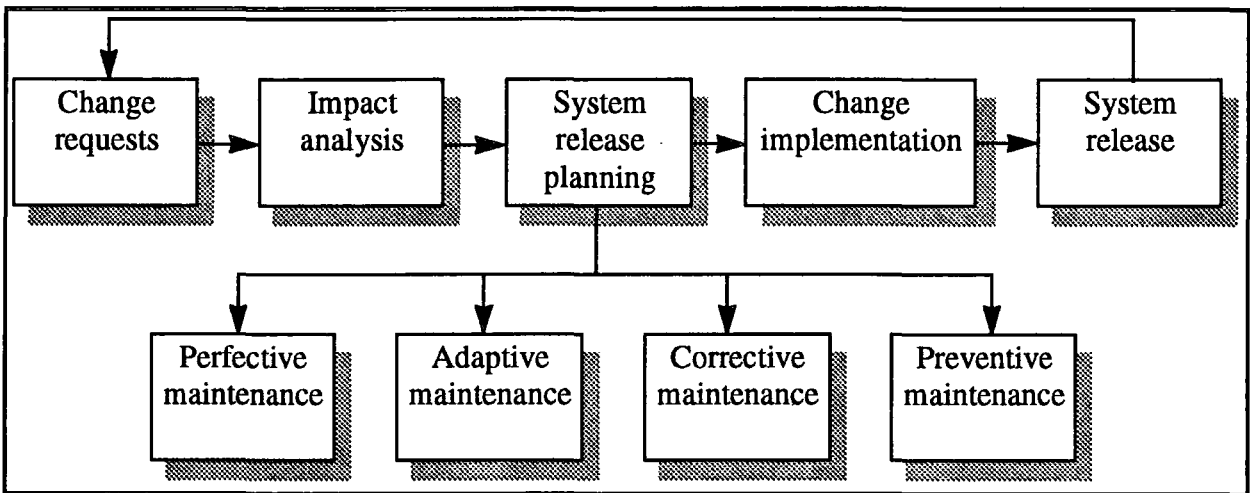 Change
requests
Impact
analysis
System
release
planning
Change
implementation
System
release
Perfective
maintenance
Adaptive
maintenance
Corrective
maintenance
Preventive
maintenance